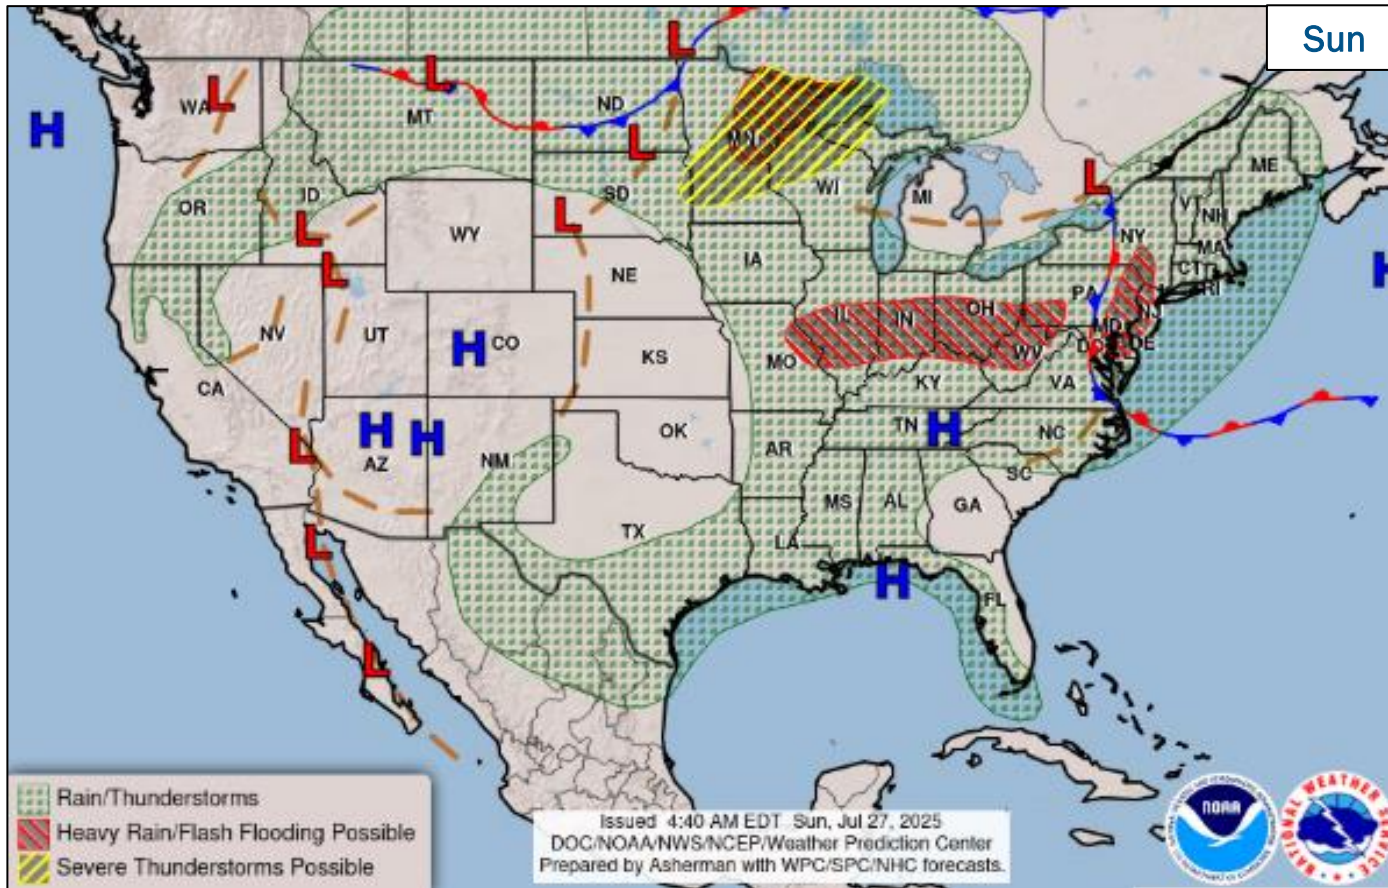 Sun
L
L
L
H
WA
MT
ND
MN
L
L
ME
OR
ID
SD
WI
MI
VT
NH
L
L
L
WY
NY
MA
CT
RI
H
IA
NE
PA
NJ
NV
UT
H
CO
IL
IN
OH
MD
DE
DC
KS
MO
WV
CA
KY
VA
H
H
L
AZ
NM
OK
AR
TN
H
NC
SC
MS
AL
GA
TX
LA
L
H
FL
L
Rain/Thunderstorms
Heavy Rain/Flash Flooding Possible
Severe Thunderstorms Possible
Issued 4:40 AM EDT Sun, Jul 27, 2025
DOC/NOAA/NWS/NCEP/Weather Prediction Center
Prepared by Asherman with WPC/SPC/NHC forecasts.
NOAA
NATIONAL WEATHER SERVICE